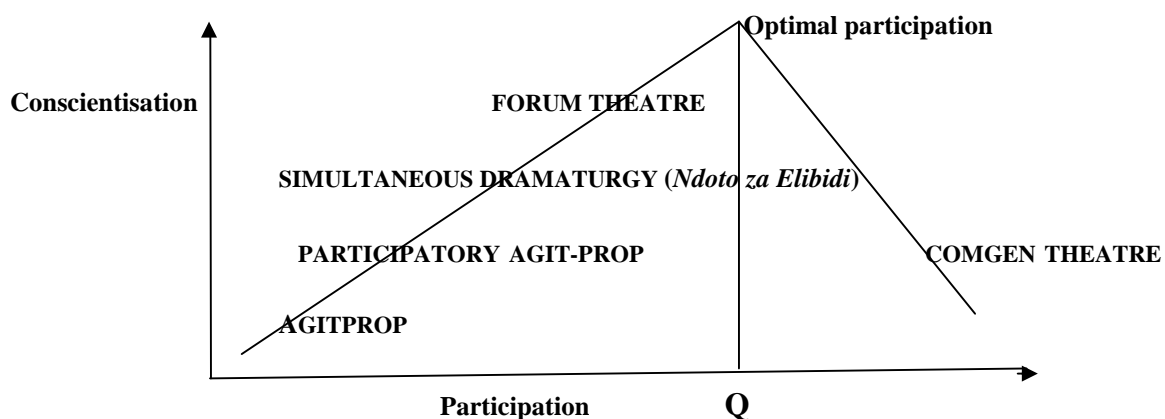 Optimal participation
Conscientisation
FORUM THEATRE
SIMULTANEOUS DRAMATURGY (Ndoto za Elibidi)
PARTICIPATORY AGIT-PROP
COMGEN THEATRE
AGITPROP
Participation
Q